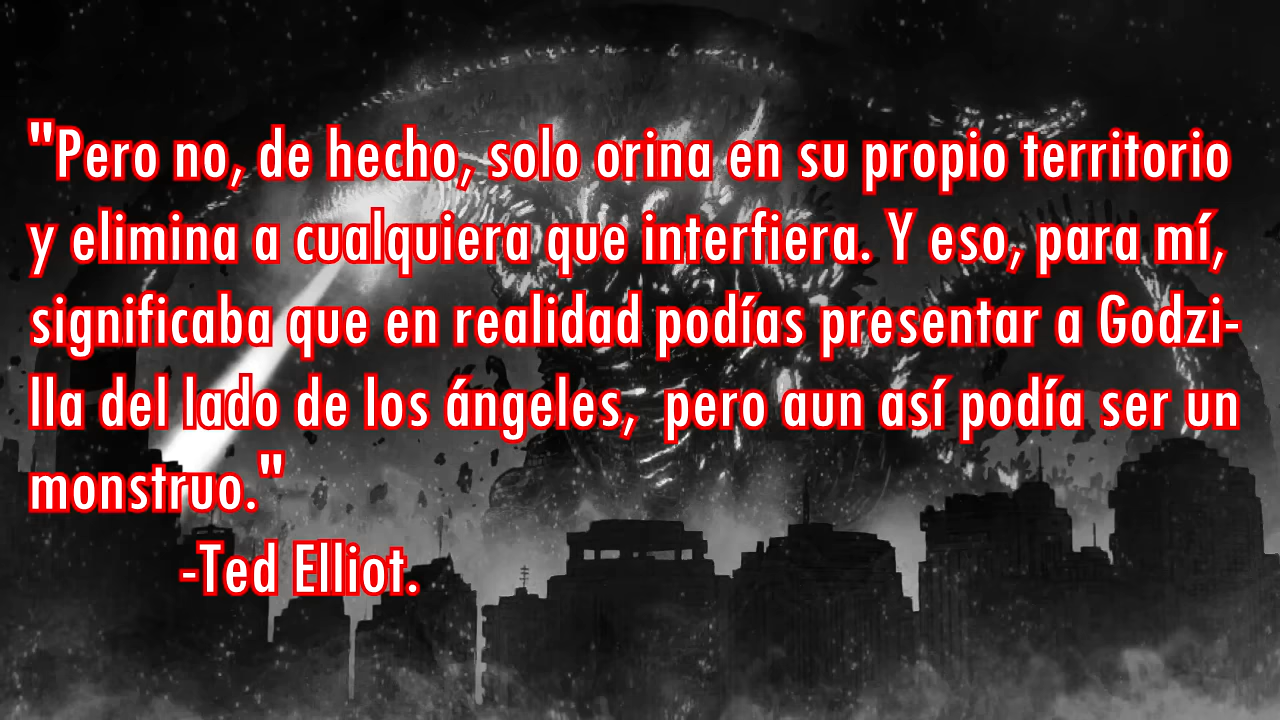 "Pero no, de hecho, solo orina en su propio territorio
y elimina a cualquiera que interfiera. Y eso, para mí,
significaba que en realidad podías presentar a Godzi-
lla del lado de los ángeles, pero aun así podía ser un
monstruo."
-Ted Elliot.